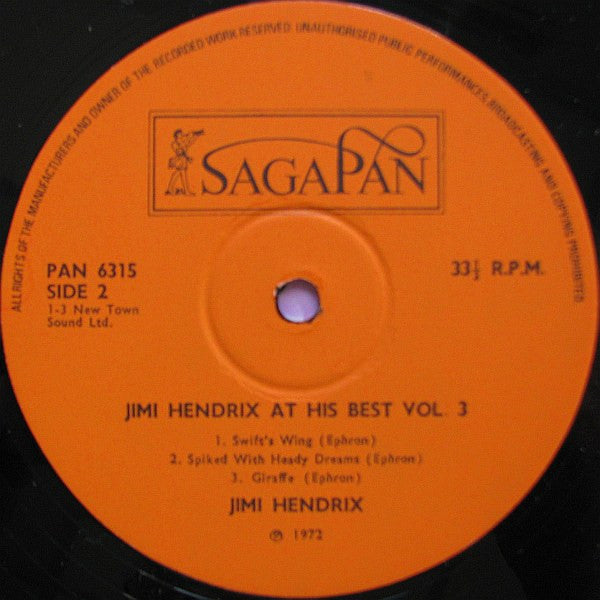 ALL RIGHTS OF THE MANUFACTURERS AND OWNER OF THE RECORDED WORK RESERVED. UNAUTHORISED PUBLIC PERFORMANCES, BROADCASTING AND COPYING PROHIBITED
SAGAPAN
PAN 6315
SIDE 2
1-3 New Town
Sound Ltd.
33⅓ R.P.M.
JIMI HENDRIX AT HIS BEST VOL. 3
1. Swift's Wing (Ephron)
2. Spiked With Heady Dreams (Ephron)
3. Giraffe (Ephron)
JIMI HENDRIX
℗ 1972